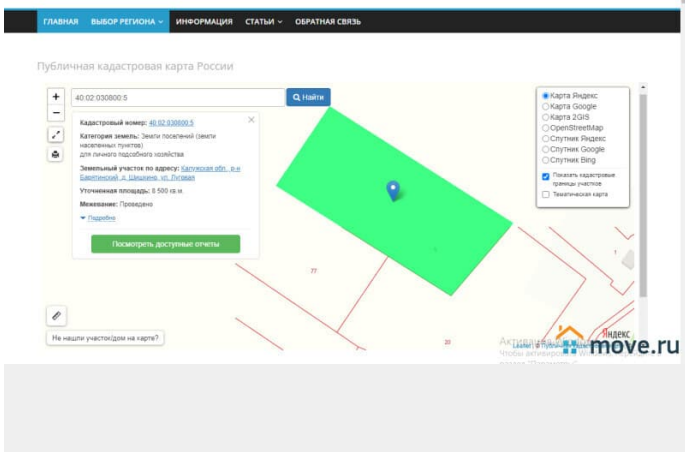 ГЛАВНАЯ ВЫБОР РЕГИОНА ИНФОРМАЦИЯ СТАТЬИ ОБРАТНАЯ СВЯЗЬ
Публичная кадастровая карта России
+
−
40:02:030800:5
Найти
Кадастровый номер: 40:02:030800:5
Категория земель: Земли поселений (земли
населенных пунктов)
для личного подсобного хозяйства
Земельный участок по адресу: Калужская обл., р-н
Барятинский, д. Шишкино, ул. Луговая
Уточненная площадь: 8 500 кв.м.
Межевание: Проведено
Подробно
Посмотреть доступные отчеты
Карта Яндекс
Карта Google
Карта 2GIS
OpenStreetMap
Спутник Яндекс
Спутник Google
Спутник Bing
Показать кадастровые
границы участков
Тематическая карта
77
1
20
Не нашли участок/дом на карте?
Яндекс
move.ru